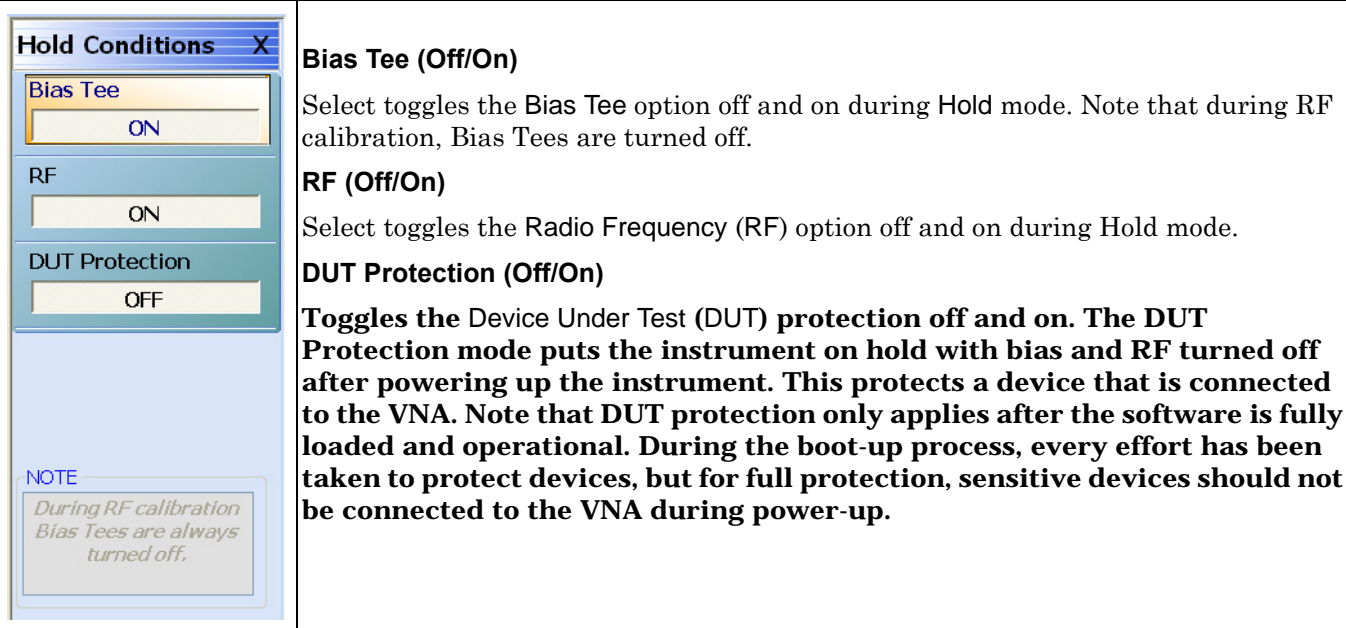 Hold Conditions X
Bias Tee
ON
RF
ON
DUT Protection
OFF
NOTE
During RF calibration
Bias Tees are always
turned off.
Bias Tee (Off/On)
Select toggles the Bias Tee option off and on during Hold mode. Note that during RF
calibration, Bias Tees are turned off.
RF (Off/On)
Select toggles the Radio Frequency (RF) option off and on during Hold mode.
DUT Protection (Off/On)
Toggles the Device Under Test (DUT) protection off and on. The DUT
Protection mode puts the instrument on hold with bias and RF turned off
after powering up the instrument. This protects a device that is connected
to the VNA. Note that DUT protection only applies after the software is fully
loaded and operational. During the boot-up process, every effort has been
taken to protect devices, but for full protection, sensitive devices should not
be connected to the VNA during power-up.